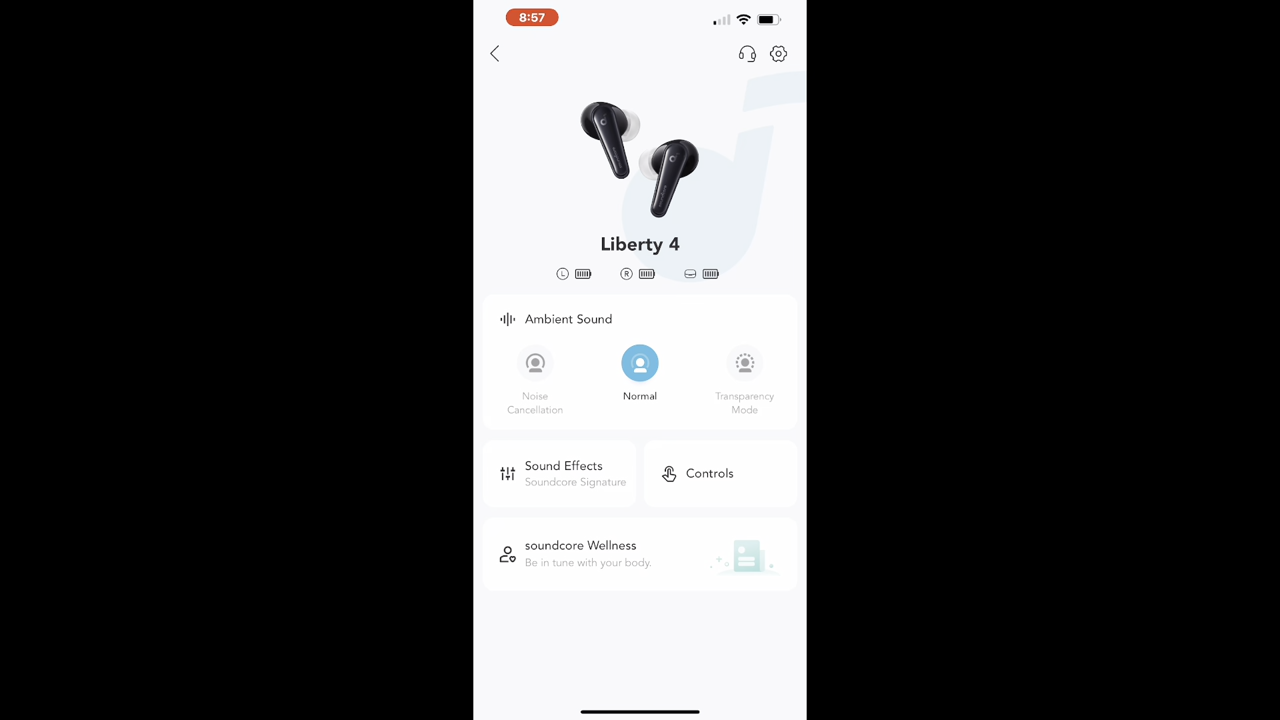 8:57
Liberty 4
L
R
Ambient Sound
Noise
Cancellation
Normal
Transparency
Mode
Sound Effects
Soundcore Signature
Controls
soundcore Wellness
Be in tune with your body.